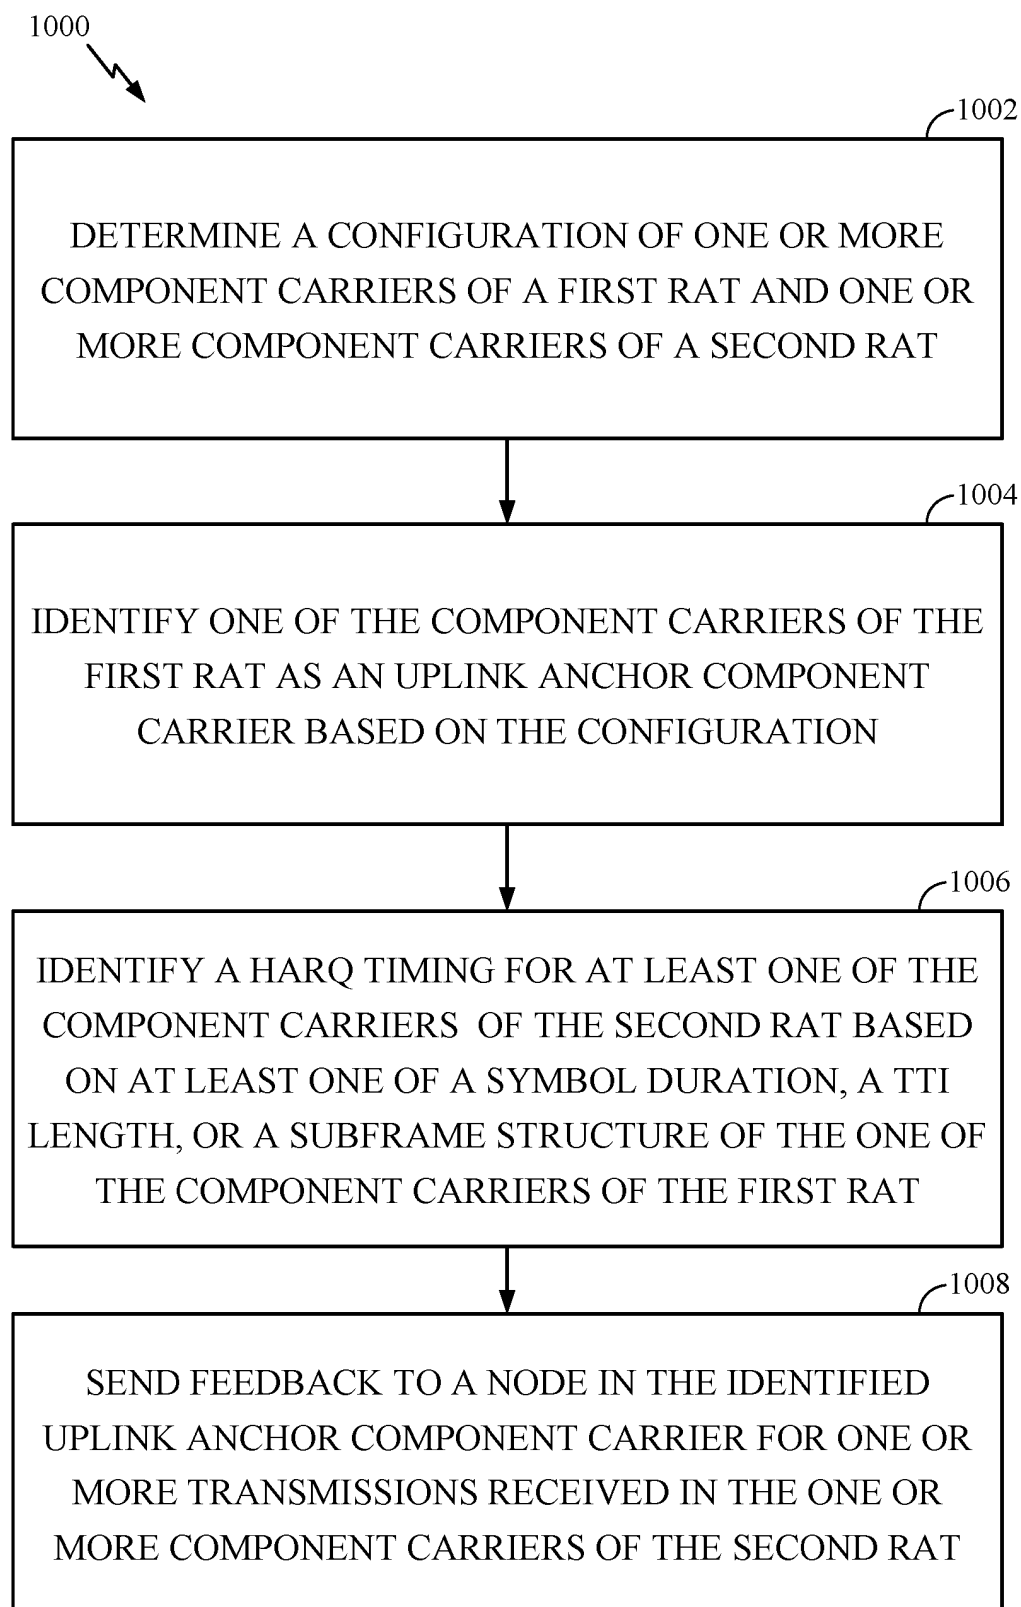 1000
1002
DETERMINE A CONFIGURATION OF ONE OR MORE
COMPONENT CARRIERS OF A FIRST RAT AND ONE OR
MORE COMPONENT CARRIERS OF A SECOND RAT
1004
IDENTIFY ONE OF THE COMPONENT CARRIERS OF THE
FIRST RAT AS AN UPLINK ANCHOR COMPONENT
CARRIER BASED ON THE CONFIGURATION
1006
IDENTIFY A HARQ TIMING FOR AT LEAST ONE OF THE
COMPONENT CARRIERS OF THE SECOND RAT BASED
ON AT LEAST ONE OF A SYMBOL DURATION, A TTI
LENGTH, OR A SUBFRAME STRUCTURE OF THE ONE OF
THE COMPONENT CARRIERS OF THE FIRST RAT
1008
SEND FEEDBACK TO A NODE IN THE IDENTIFIED
UPLINK ANCHOR COMPONENT CARRIER FOR ONE OR
MORE TRANSMISSIONS RECEIVED IN THE ONE OR
MORE COMPONENT CARRIERS OF THE SECOND RAT